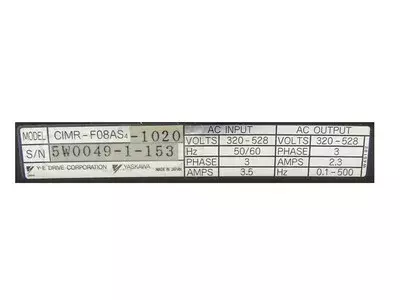 MODEL CIMR-F08AS4-1020
S/N 5W0049-1-153
Y-E DRIVE CORPORATION YASKAWA MADE IN JAPAN
AC INPUT
VOLTS 320-528
Hz 50/60
PHASE 3
AMPS 3.5
AC OUTPUT
VOLTS 320-528
PHASE 3
AMPS 2.3
Hz 0.1-500